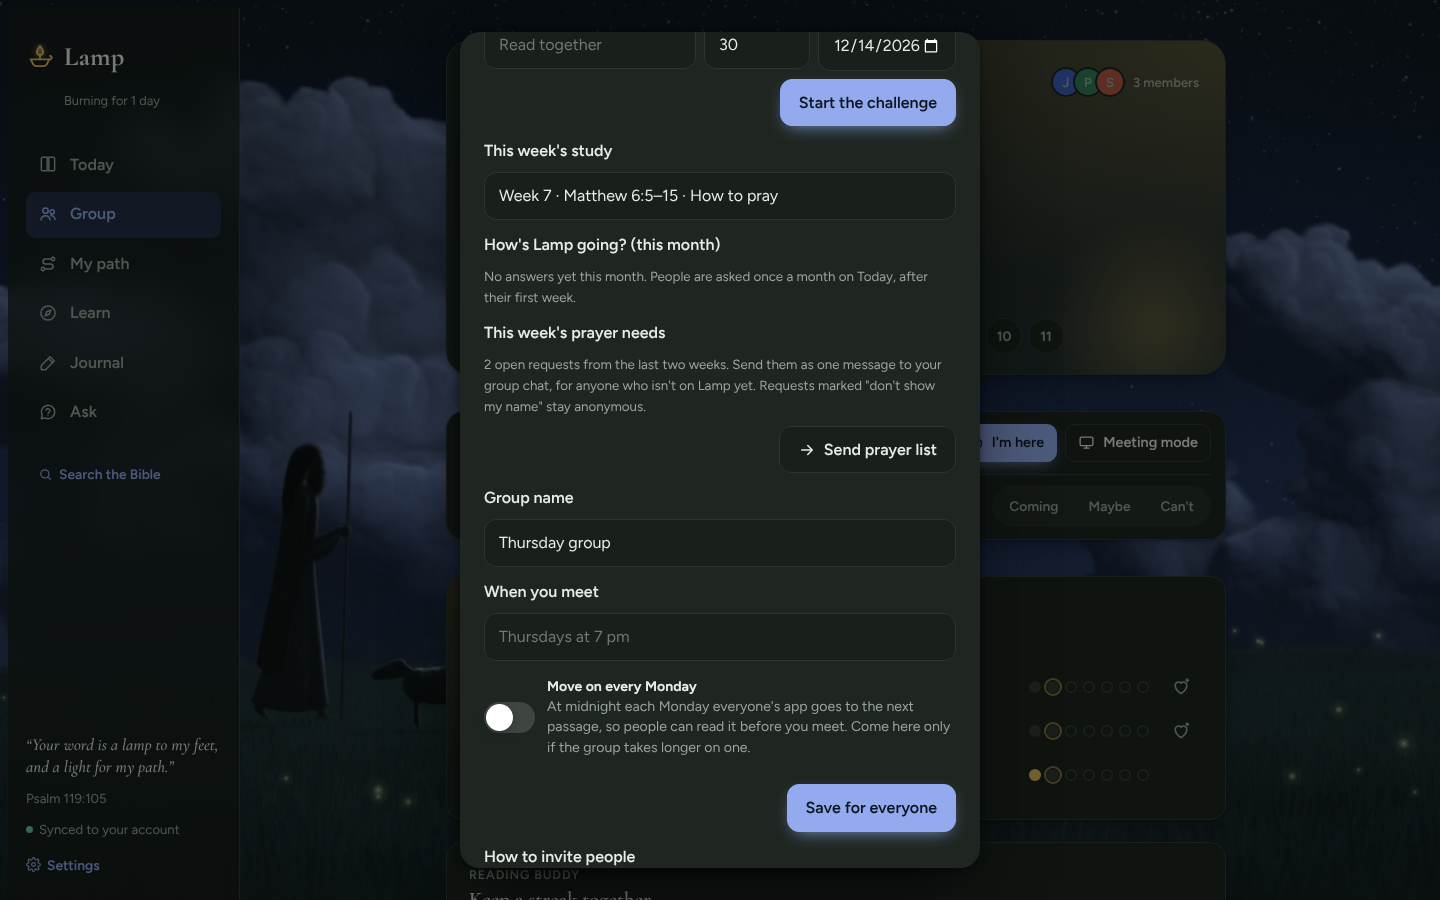 Lamp
Burning for 1 day
Today
Group
My path
Learn
Journal
Ask
Search the Bible
“Your word is a lamp to my feet,
and a light for my path.”
Psalm 119:105
Synced to your account
Settings
Read together
30
12/14/2026
Start the challenge
This week's study
Week 7 · Matthew 6:5–15 · How to pray
How's Lamp going? (this month)
No answers yet this month. People are asked once a month on Today, after
their first week.
This week's prayer needs
2 open requests from the last two weeks. Send them as one message to your
group chat, for anyone who isn't on Lamp yet. Requests marked "don't show
my name" stay anonymous.
Send prayer list
Group name
Thursday group
When you meet
Thursdays at 7 pm
Move on every Monday
At midnight each Monday everyone's app goes to the next
passage, so people can read it before you meet. Come here only
if the group takes longer on one.
Save for everyone
How to invite people
J P S 3 members
10 11
I'm here
Meeting mode
Coming Maybe Can't
READING BUDDY
Keep a streak together